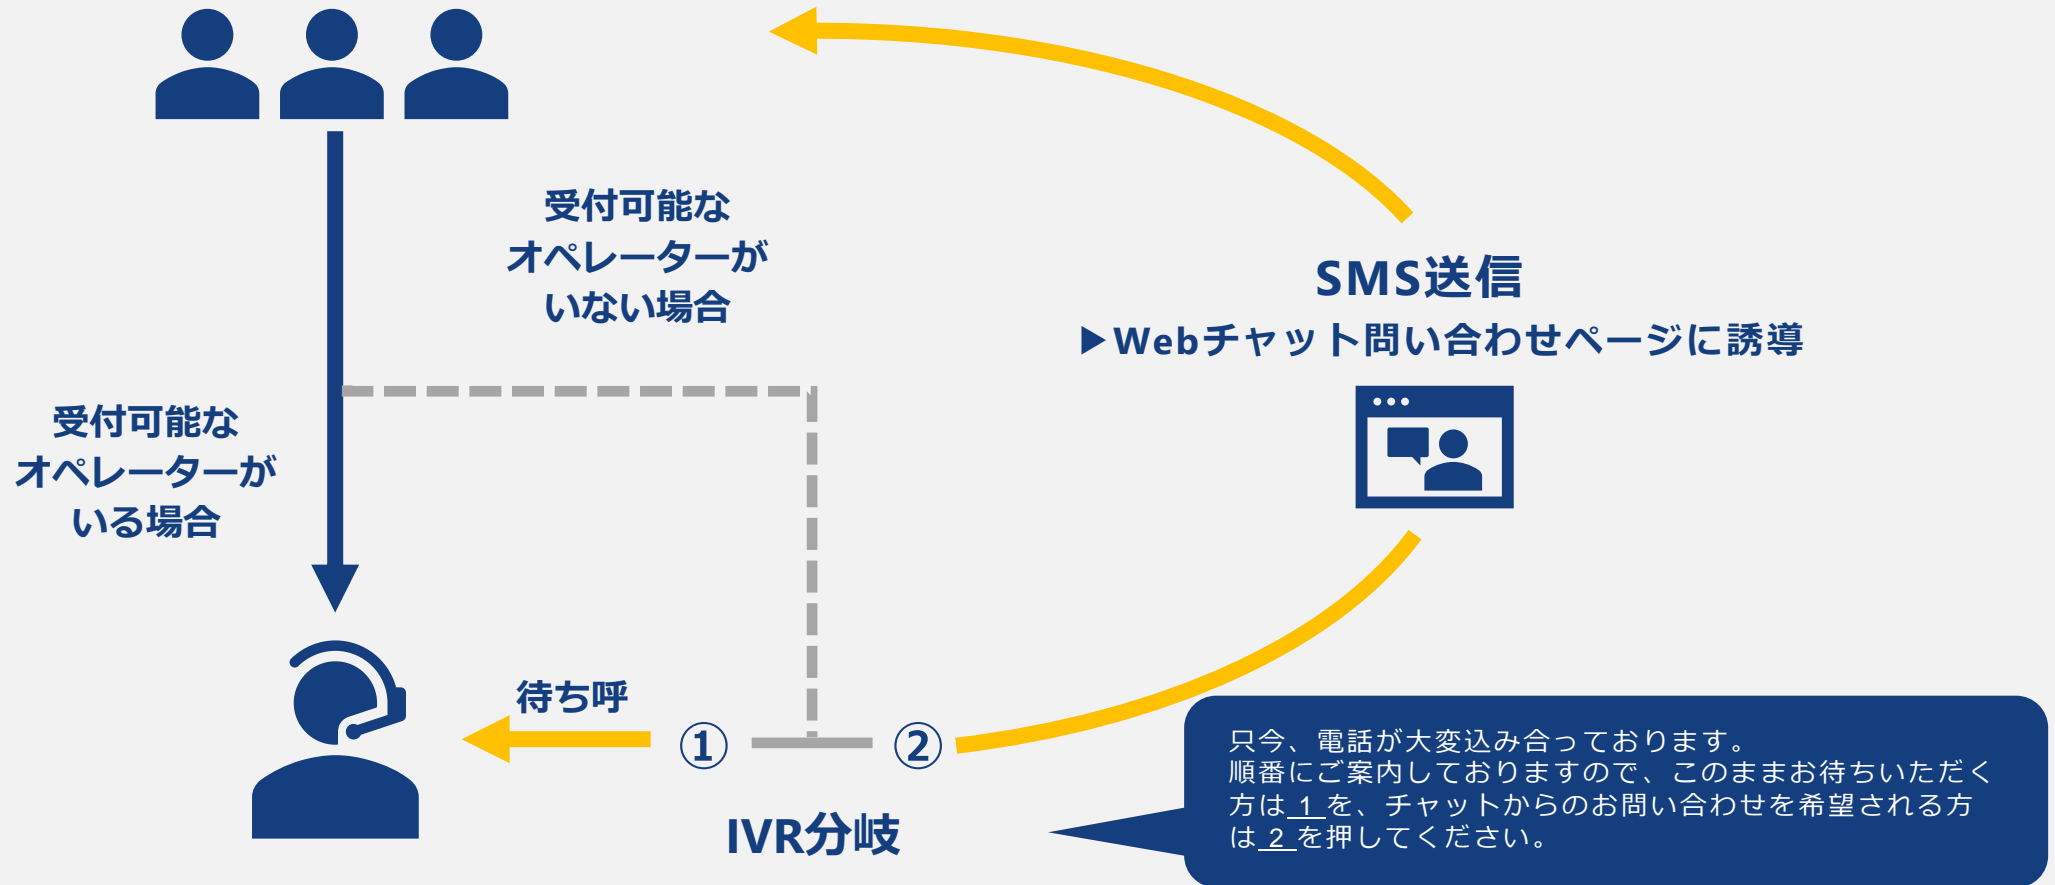 受付可能な
オペレーターが
いない場合
SMS送信
▶Webチャット問い合わせページに誘導
受付可能な
オペレーターが
いる場合
待ち呼
①
②
IVR分岐
只今、電話が大変込み合っております。
順番にご案内しておりますので、このままお待ちいただく
方は 1 を、チャットからのお問い合わせを希望される方
は 2 を押してください。